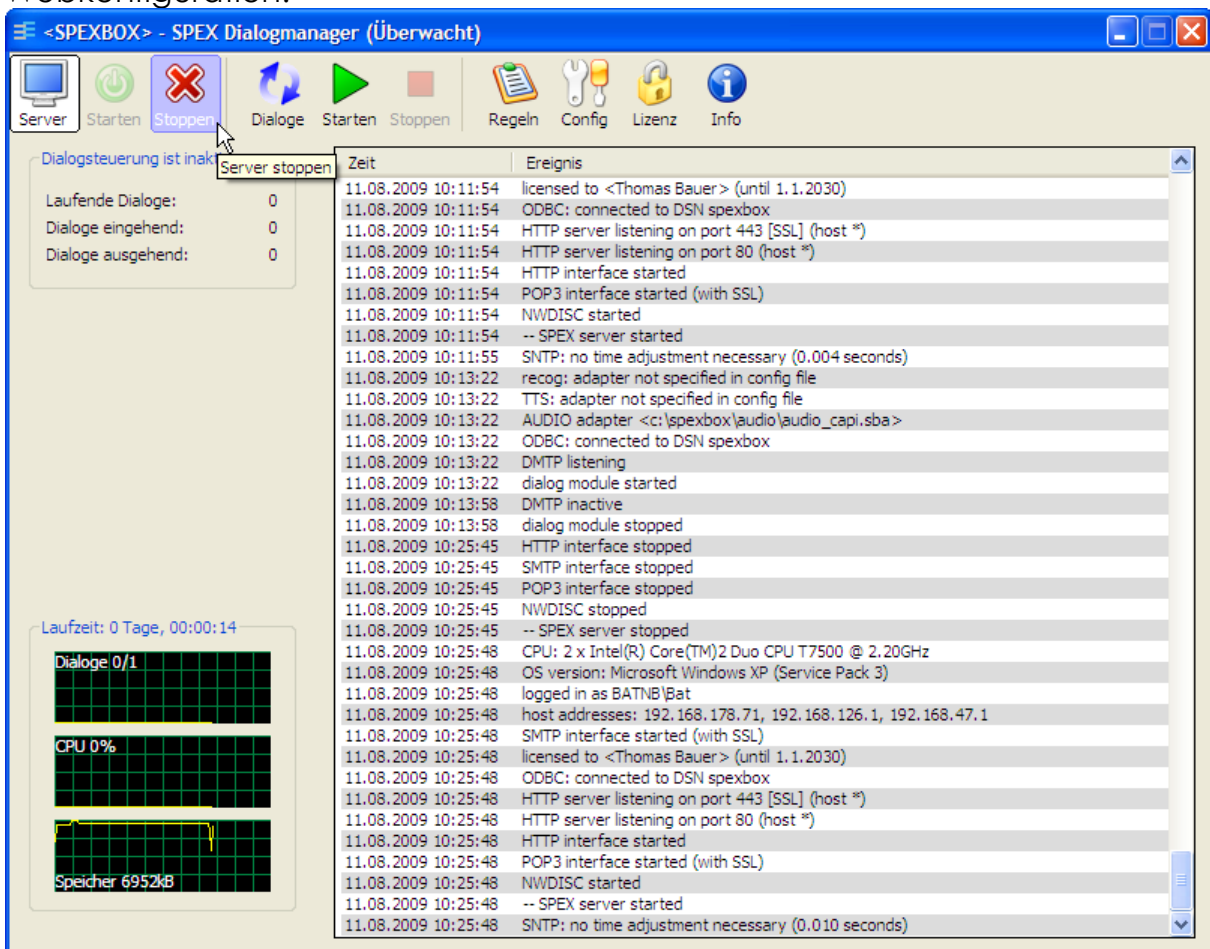 Webkonfiguration.
<SPEXBOX> - SPEX Dialogmanager (Überwacht)
Server Starten Stoppen Dialoge Starten Stoppen Regeln Config Lizenz Info
Server stoppen
Dialogsteuerung ist inakt
Laufende Dialoge: 0
Dialoge eingehend: 0
Dialoge ausgehend: 0
Zeit Ereignis
11.08.2009 10:11:54 licensed to <Thomas Bauer> (until 1.1.2030)
11.08.2009 10:11:54 ODBC: connected to DSN spexbox
11.08.2009 10:11:54 HTTP server listening on port 443 [SSL] (host *)
11.08.2009 10:11:54 HTTP server listening on port 80 (host *)
11.08.2009 10:11:54 HTTP interface started
11.08.2009 10:11:54 POP3 interface started (with SSL)
11.08.2009 10:11:54 NWDISC started
11.08.2009 10:11:54 -- SPEX server started
11.08.2009 10:11:55 SNTP: no time adjustment necessary (0.004 seconds)
11.08.2009 10:13:22 recog: adapter not specified in config file
11.08.2009 10:13:22 TTS: adapter not specified in config file
11.08.2009 10:13:22 AUDIO adapter <c:\spexbox\audio\audio_capi.sba>
11.08.2009 10:13:22 ODBC: connected to DSN spexbox
11.08.2009 10:13:22 DMTP listening
11.08.2009 10:13:22 dialog module started
11.08.2009 10:13:58 DMTP inactive
11.08.2009 10:13:58 dialog module stopped
11.08.2009 10:25:45 HTTP interface stopped
11.08.2009 10:25:45 SMTP interface stopped
11.08.2009 10:25:45 POP3 interface stopped
11.08.2009 10:25:45 NWDISC stopped
11.08.2009 10:25:45 -- SPEX server stopped
11.08.2009 10:25:48 CPU: 2 x Intel(R) Core(TM)2 Duo CPU T7500 @ 2.20GHz
11.08.2009 10:25:48 OS version: Microsoft Windows XP (Service Pack 3)
11.08.2009 10:25:48 logged in as BATNB\Bat
11.08.2009 10:25:48 host addresses: 192.168.178.71, 192.168.126.1, 192.168.47.1
11.08.2009 10:25:48 SMTP interface started (with SSL)
11.08.2009 10:25:48 licensed to <Thomas Bauer> (until 1.1.2030)
11.08.2009 10:25:48 ODBC: connected to DSN spexbox
11.08.2009 10:25:48 HTTP server listening on port 443 [SSL] (host *)
11.08.2009 10:25:48 HTTP server listening on port 80 (host *)
11.08.2009 10:25:48 HTTP interface started
11.08.2009 10:25:48 POP3 interface started (with SSL)
11.08.2009 10:25:48 NWDISC started
11.08.2009 10:25:48 -- SPEX server started
11.08.2009 10:25:48 SNTP: no time adjustment necessary (0.010 seconds)
Laufzeit: 0 Tage, 00:00:14
Dialoge 0/1
CPU 0%
Speicher 6952kB